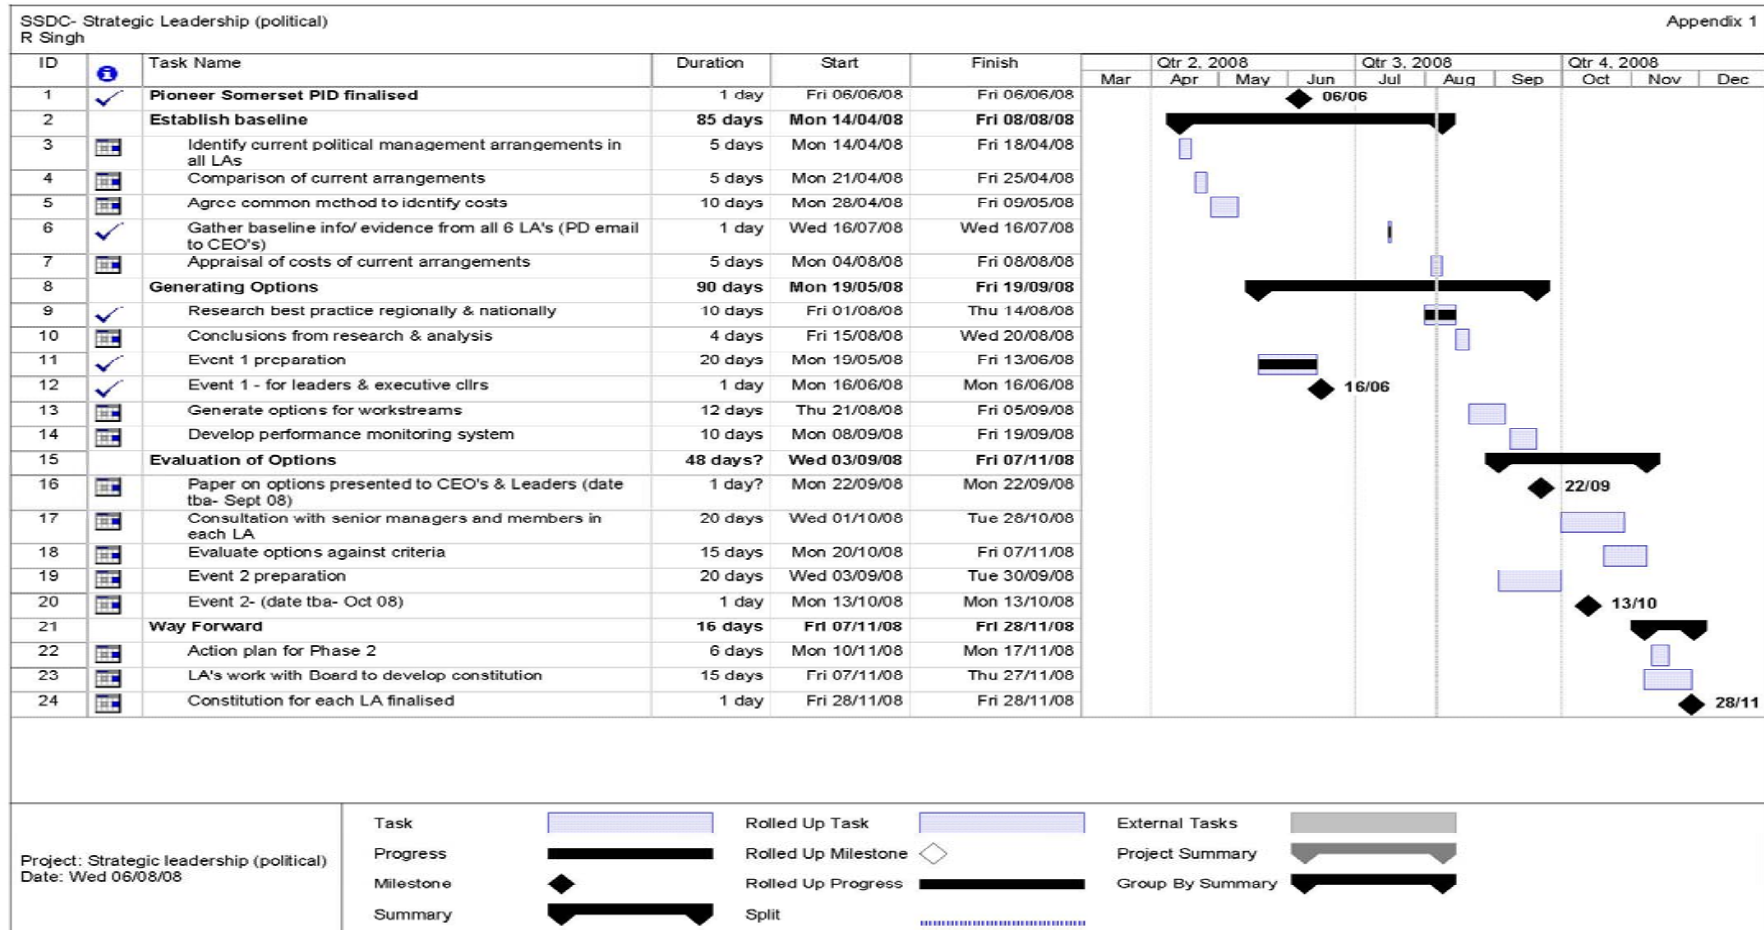 SSDC- Strategic Leadership (political)
R Singh
Appendix 1
ID Task Name Duration Start Finish
Qtr 2, 2008 Qtr 3, 2008 Qtr 4, 2008
Mar Apr May Jun Jul Aug Sep Oct Nov Dec
1 Pioneer Somerset PID finalised 1 day Fri 06/06/08 Fri 06/06/08 06/06
2 Establish baseline 85 days Mon 14/04/08 Fri 08/08/08
3 Identify current political management arrangements in 5 days Mon 14/04/08 Fri 18/04/08
all LAs
4 Comparison of current arrangements 5 days Mon 21/04/08 Fri 25/04/08
5 Agree common method to identify costs 10 days Mon 28/04/08 Fri 09/05/08
6 Gather baseline info/ evidence from all 6 LA's (PD email 1 day Wed 16/07/08 Wed 16/07/08
to CEO's)
7 Appraisal of costs of current arrangements 5 days Mon 04/08/08 Fri 08/08/08
8 Generating Options 90 days Mon 19/05/08 Fri 19/09/08
9 Research best practice regionally & nationally 10 days Fri 01/08/08 Thu 14/08/08
10 Conclusions from research & analysis 4 days Fri 15/08/08 Wed 20/08/08
11 Event 1 preparation 20 days Mon 19/05/08 Fri 13/06/08
12 Event 1 - for leaders & executive cllrs 1 day Mon 16/06/08 Mon 16/06/08 16/06
13 Generate options for workstreams 12 days Thu 21/08/08 Fri 05/09/08
14 Develop performance monitoring system 10 days Mon 08/09/08 Fri 19/09/08
15 Evaluation of Options 48 days? Wed 03/09/08 Fri 07/11/08
16 Paper on options presented to CEO's & Leaders (date 1 day? Mon 22/09/08 Mon 22/09/08 22/09
tba- Sept 08)
17 Consultation with senior managers and members in 20 days Wed 01/10/08 Tue 28/10/08
each LA
18 Evaluate options against criteria 15 days Mon 20/10/08 Fri 07/11/08
19 Event 2 preparation 20 days Wed 03/09/08 Tue 30/09/08
20 Event 2- (date tba- Oct 08) 1 day Mon 13/10/08 Mon 13/10/08 13/10
21 Way Forward 16 days Fri 07/11/08 Fri 28/11/08
22 Action plan for Phase 2 6 days Mon 10/11/08 Mon 17/11/08
23 LA's work with Board to develop constitution 15 days Fri 07/11/08 Thu 27/11/08
24 Constitution for each LA finalised 1 day Fri 28/11/08 Fri 28/11/08 28/11
Project: Strategic leadership (political)
Date: Wed 06/08/08
Task Rolled Up Task External Tasks
Progress Rolled Up Milestone Project Summary
Milestone Rolled Up Progress Group By Summary
Summary Split